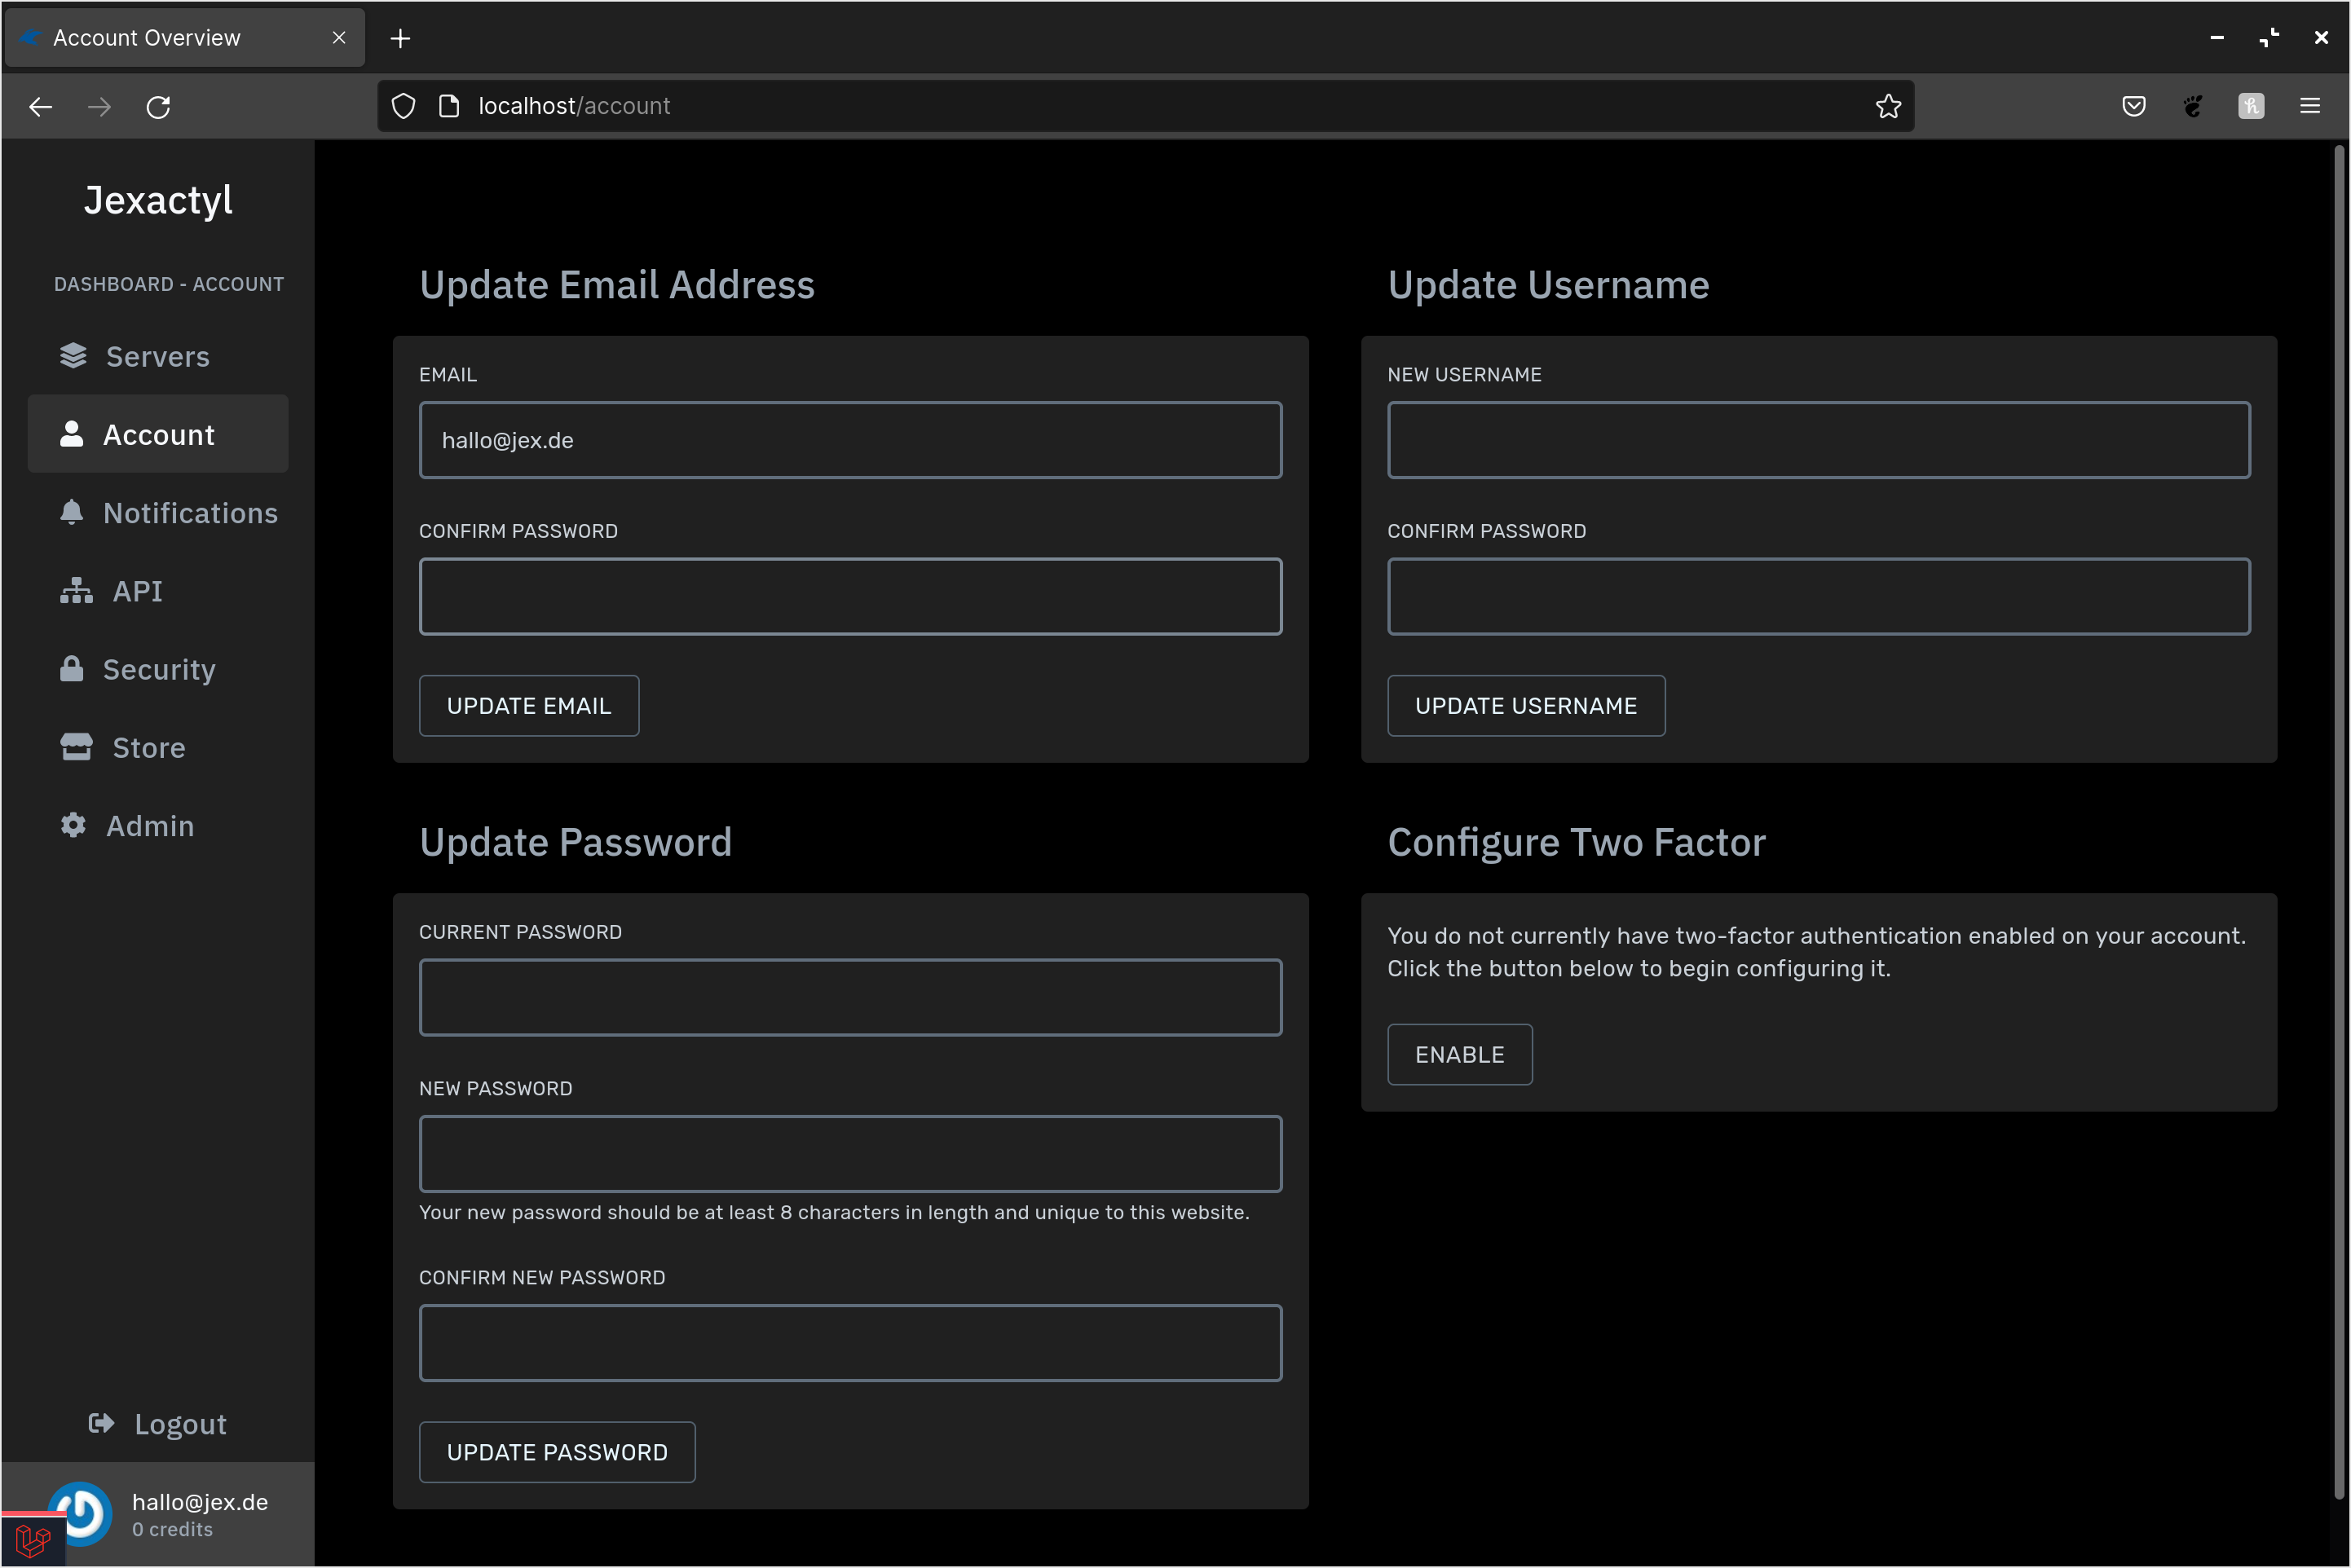 Account Overview
localhost/account
Jexactyl
DASHBOARD - ACCOUNT
Servers
Account
Notifications
API
Security
Store
Admin
Logout
hallo@jex.de
0 credits
Update Email Address
EMAIL
hallo@jex.de
CONFIRM PASSWORD
UPDATE EMAIL
Update Username
NEW USERNAME
CONFIRM PASSWORD
UPDATE USERNAME
Update Password
CURRENT PASSWORD
NEW PASSWORD
Your new password should be at least 8 characters in length and unique to this website.
CONFIRM NEW PASSWORD
UPDATE PASSWORD
Configure Two Factor
You do not currently have two-factor authentication enabled on your account.
Click the button below to begin configuring it.
ENABLE